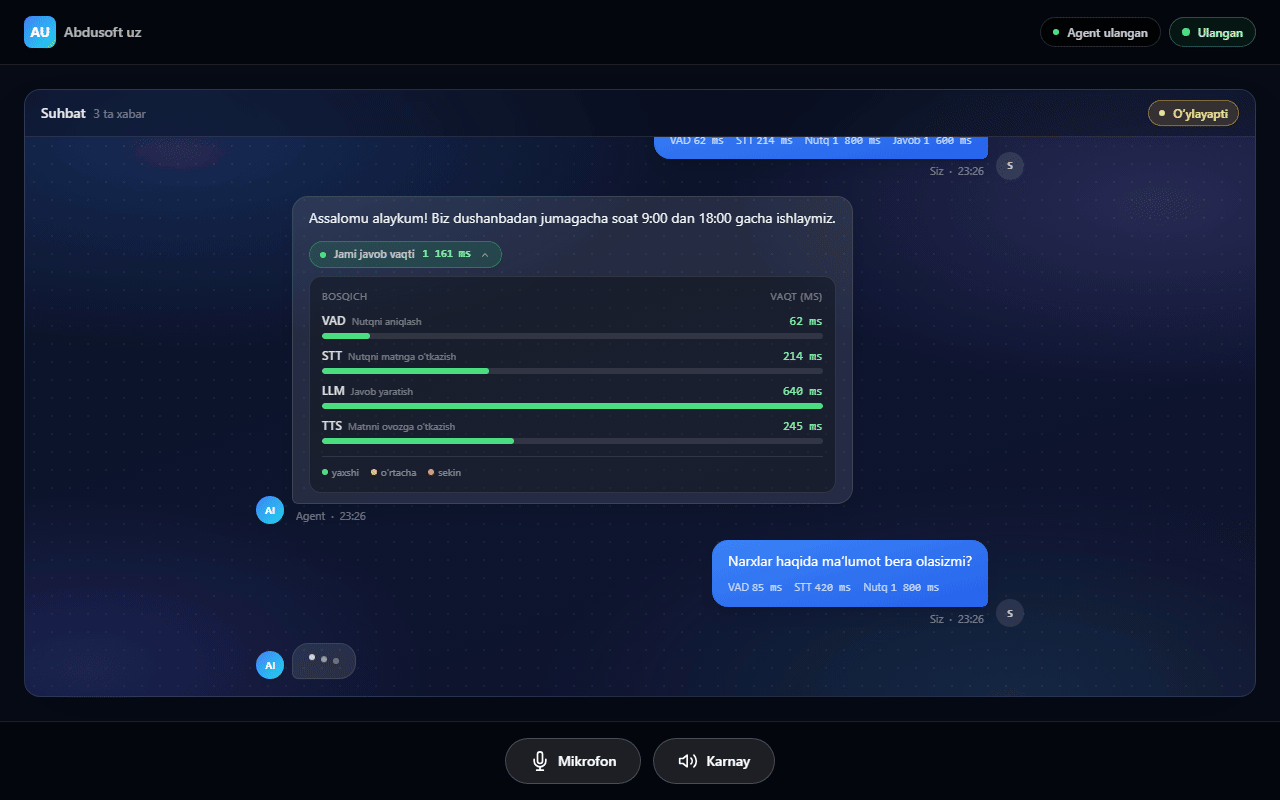 AU Abdusoft uz
Agent ulangan
Ulangan
Suhbat 3 ta xabar
O‘ylayapti
VAD 62 ms STT 214 ms Nutq 1 800 ms Javob 1 600 ms
Siz · 23:26
S
Assalomu alaykum! Biz dushanbadan jumagacha soat 9:00 dan 18:00 gacha ishlaymiz.
Jami javob vaqti 1 161 ms
BOSQICH VAQT (MS)
VAD Nutqni aniqlash 62 ms
STT Nutqni matnga o‘tkazish 214 ms
LLM Javob yaratish 640 ms
TTS Matnni ovozga o‘tkazish 245 ms
yaxshi o‘rtacha sekin
AI
Agent · 23:26
Narxlar haqida ma’lumot bera olasizmi?
VAD 85 ms STT 420 ms Nutq 1 800 ms
Siz · 23:26
S
AI
Mikrofon
Karnay